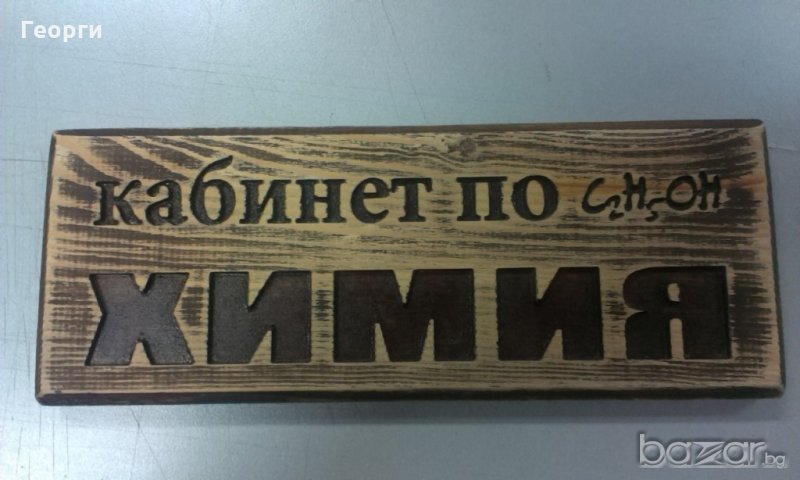 Георги
кабинет по C₂H₅OH
ХИМИЯ
bazar.bg